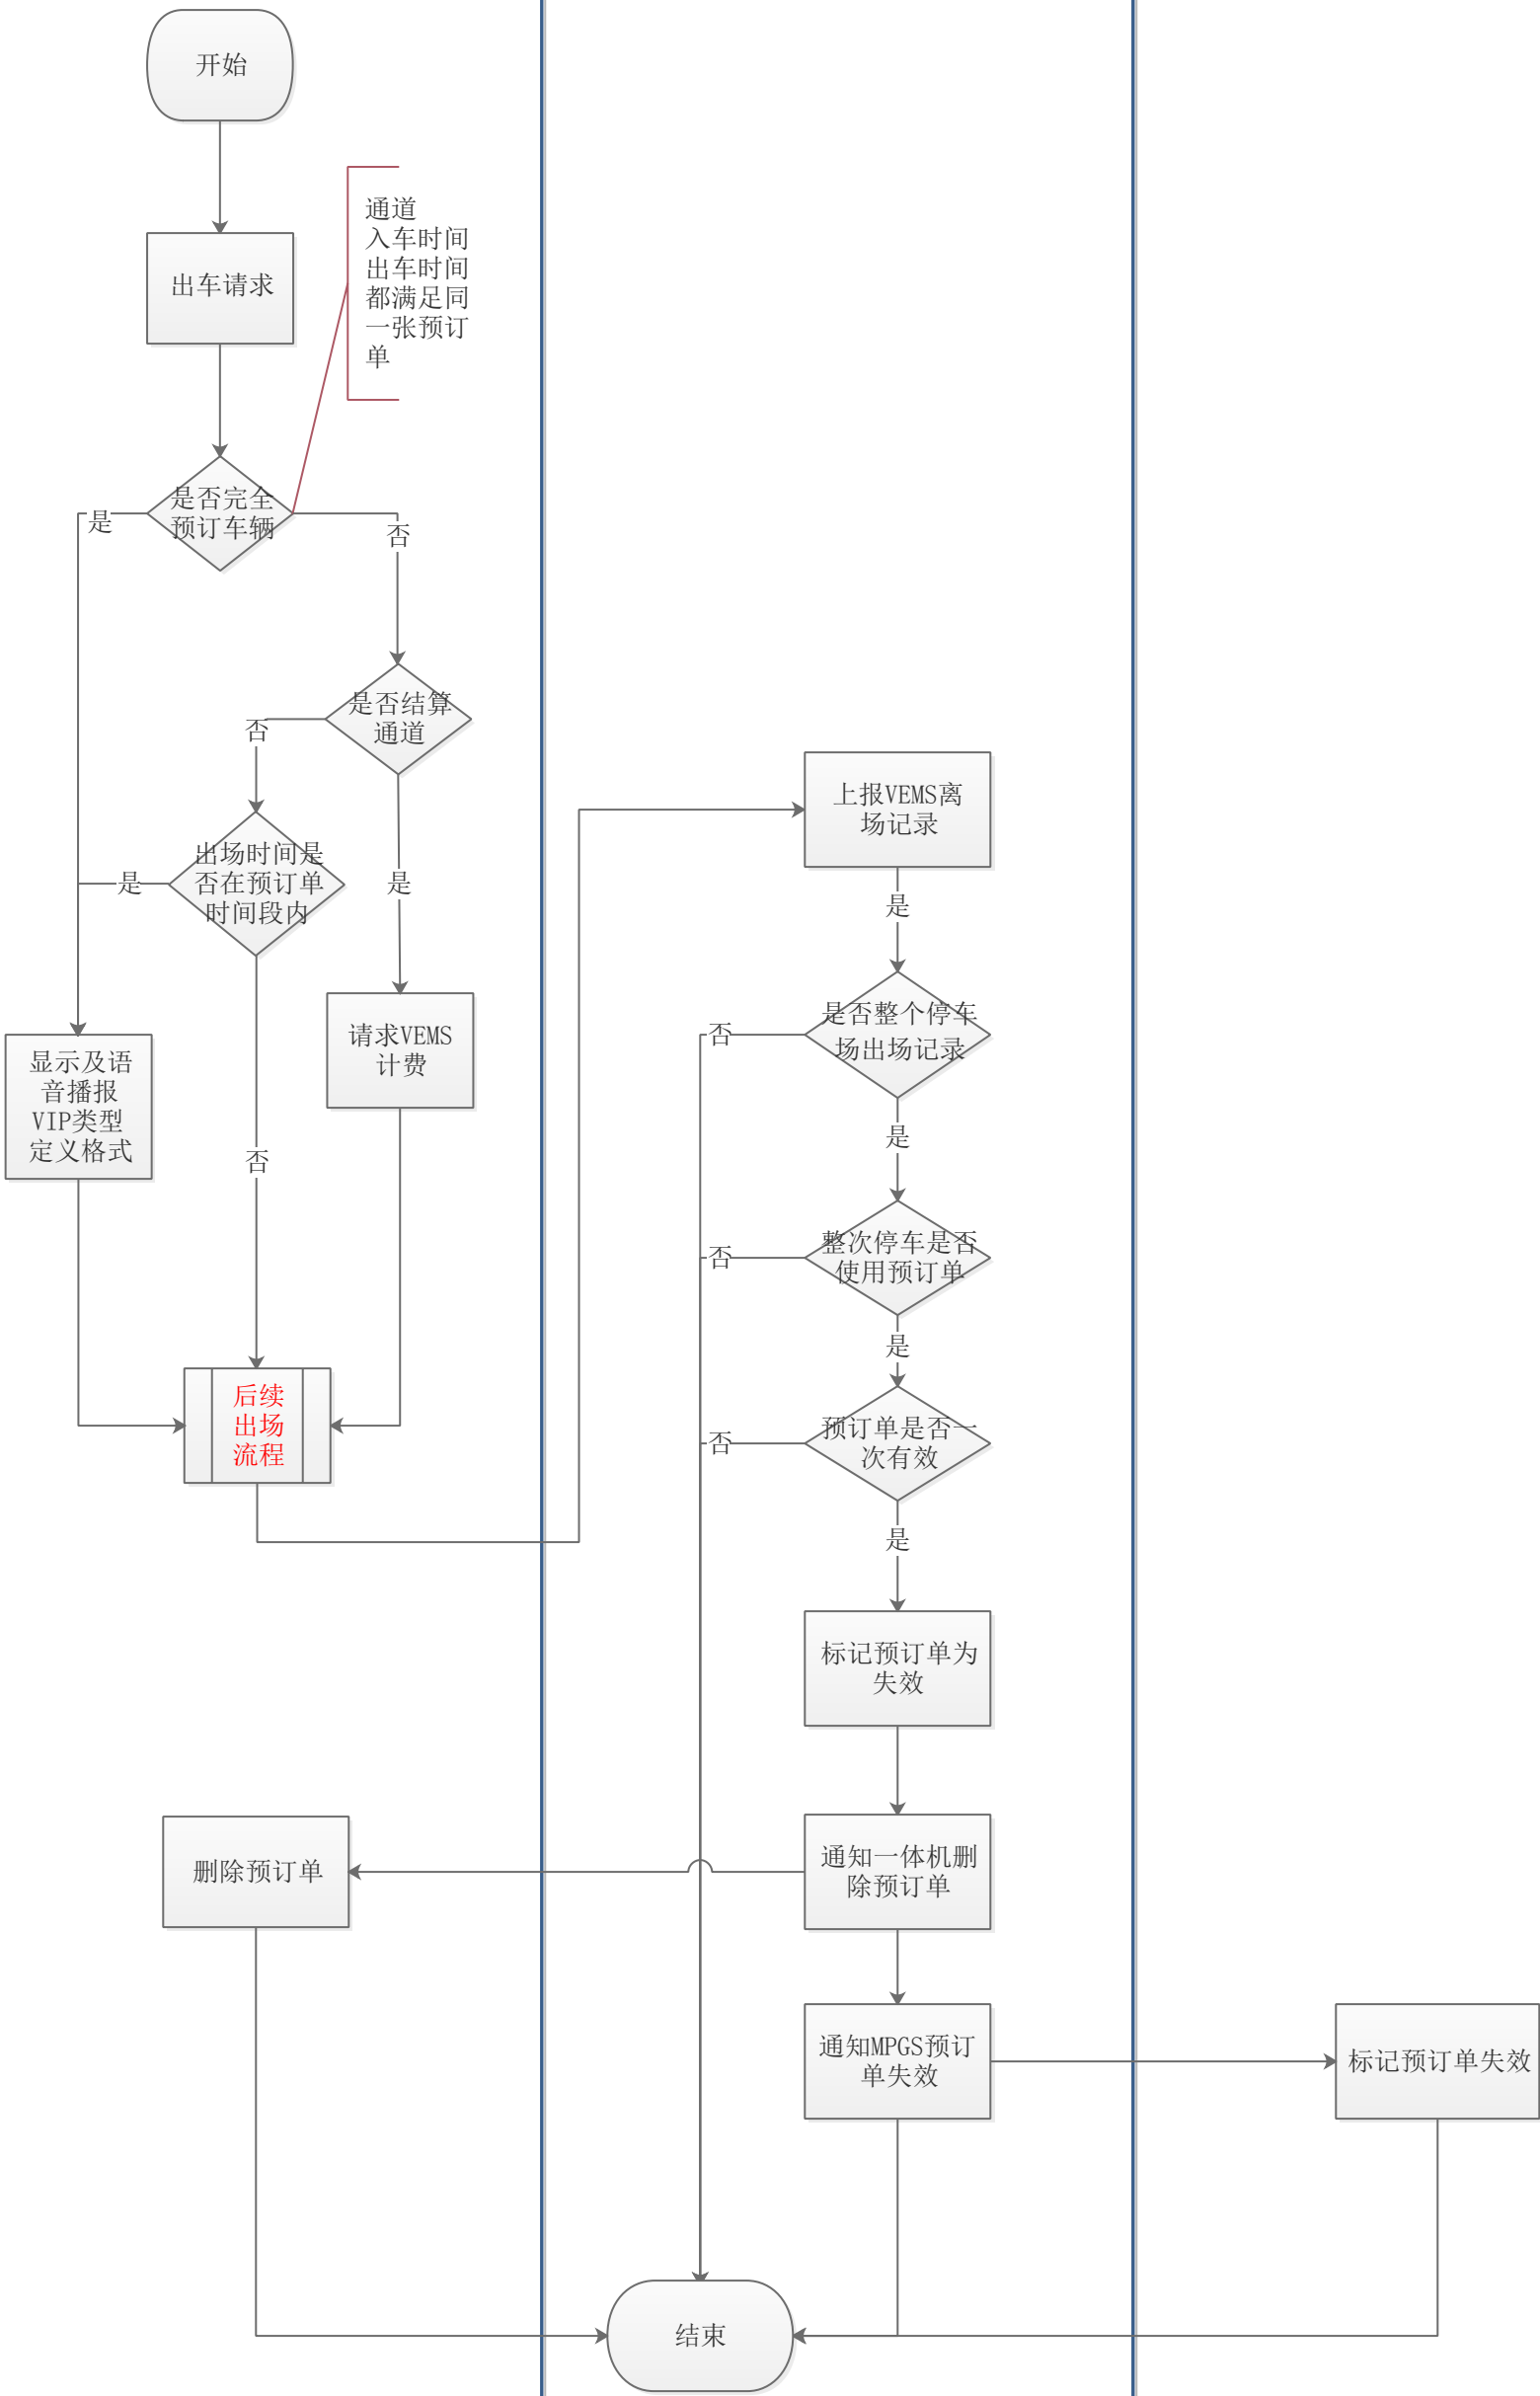 开始
出车请求
通道
入车时间
出车时间
都满足同
一张预订
单
是否完全
预订车辆
是
否
是否结算
通道
否
是
出场时间是
否在预订单
时间段内
是
否
请求VEMS
计费
显示及语
音播报
VIP类型
定义格式
后续
出场
流程
上报VEMS离
场记录
是
是否整个停车
场出场记录
否
是
整次停车是否
使用预订单
否
是
预订单是否一
次有效
否
是
标记预订单为
失效
通知一体机删
除预订单
删除预订单
通知MPGS预订
单失效
标记预订单失效
结束